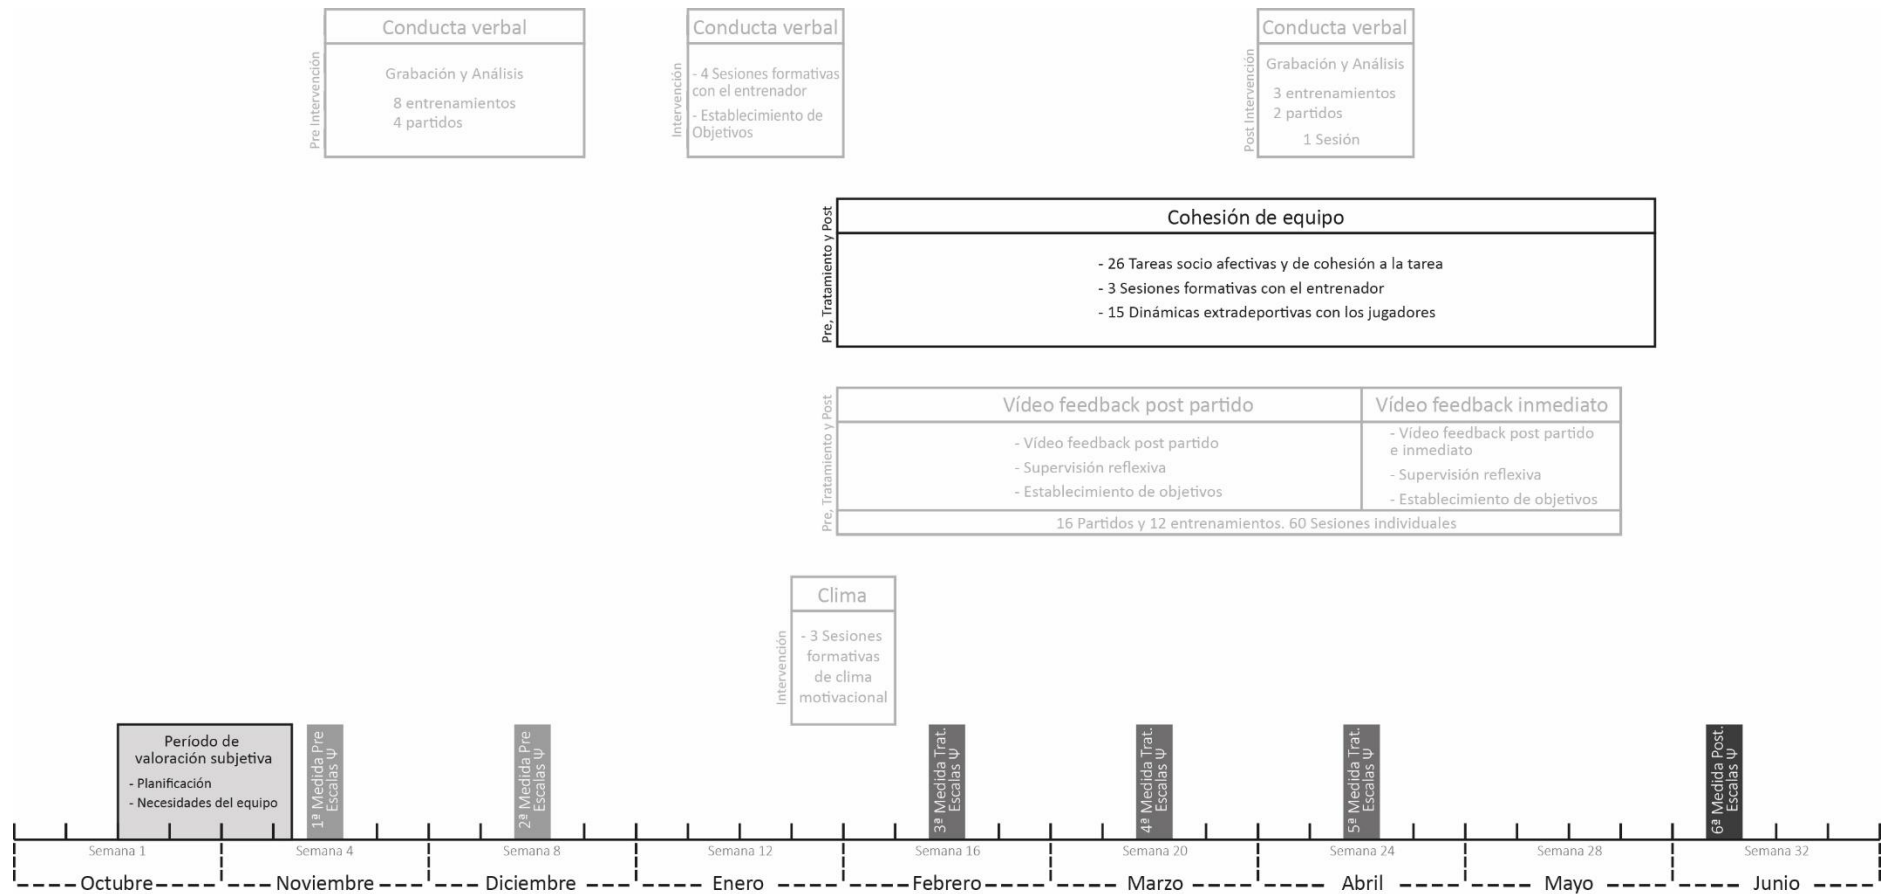 Conducta verbal
Pre Intervención
Grabación y Análisis
8 entrenamientos
4 partidos
Conducta verbal
Intervención
- 4 Sesiones formativas
con el entrenador
- Establecimiento de
Objetivos
Conducta verbal
Post Intervención
Grabación y Análisis
3 entrenamientos
2 partidos
1 Sesión
Pre, Tratamiento y Post
Cohesión de equipo
- 26 Tareas socio afectivas y de cohesión a la tarea
- 3 Sesiones formativas con el entrenador
- 15 Dinámicas extradeportivas con los jugadores
Pre, Tratamiento y Post
Vídeo feedback post partido
- Vídeo feedback post partido
- Supervisión reflexiva
- Establecimiento de objetivos
Vídeo feedback inmediato
- Vídeo feedback post partido
e inmediato
- Supervisión reflexiva
- Establecimiento de objetivos
16 Partidos y 12 entrenamientos. 60 Sesiones individuales
Intervención
Clima
- 3 Sesiones
formativas
de clima
motivacional
Período de
valoración subjetiva
- Planificación
- Necesidades del equipo
1ª Medida Pre
Escalas Ψ
2ª Medida Pre
Escalas Ψ
3ª Medida Trat.
Escalas Ψ
4ª Medida Trat.
Escalas Ψ
5ª Medida Trat.
Escalas Ψ
6ª Medida Post.
Escalas Ψ
Semana 1
Semana 4
Semana 8
Semana 12
Semana 16
Semana 20
Semana 24
Semana 28
Semana 32
Octubre
Noviembre
Diciembre
Enero
Febrero
Marzo
Abril
Mayo
Junio